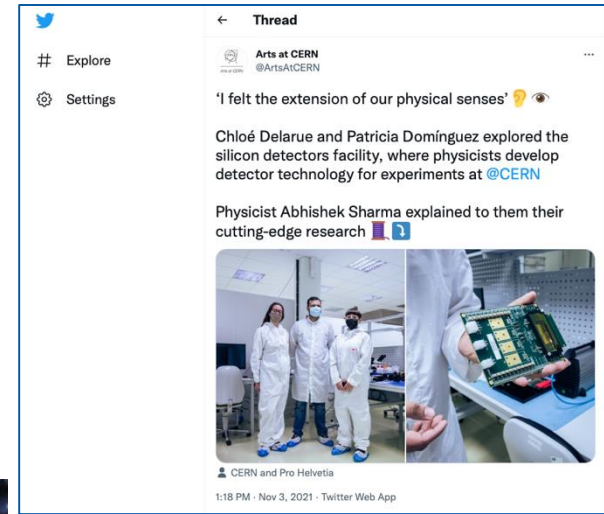 Explore
Settings
← Thread
Arts at CERN
@ArtsAtCERN
...
'I felt the extension of our physical senses' 👂 👁
Chloé Delarue and Patricia Domínguez explored the
silicon detectors facility, where physicists develop
detector technology for experiments at @CERN
Physicist Abhishek Sharma explained to them their
cutting-edge research 🧵 ⤵️
CERN and Pro Helvetia
1:18 PM · Nov 3, 2021 · Twitter Web App